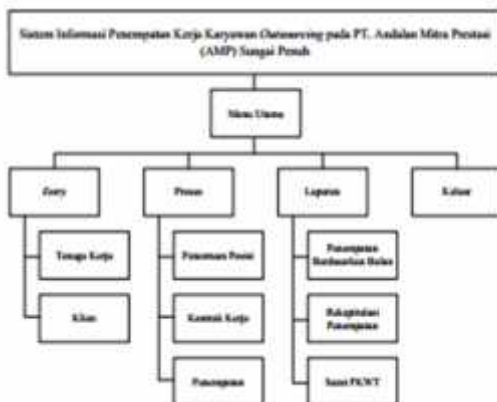 Sistem Informasi Penempatan Kerja Karyawan Outsourcing pada PT. Andalan Mitra Prestasi
(AMP) Sungai Penuh
Menu Utama
Entry
Proses
Laporan
Keluar
Tenaga Kerja
Penentuan Posisi
Penempatan
Berdasarkan Bulan
Klien
Kontrak Kerja
Rekapitulasi
Penempatan
Penempatan
Surat PKWT